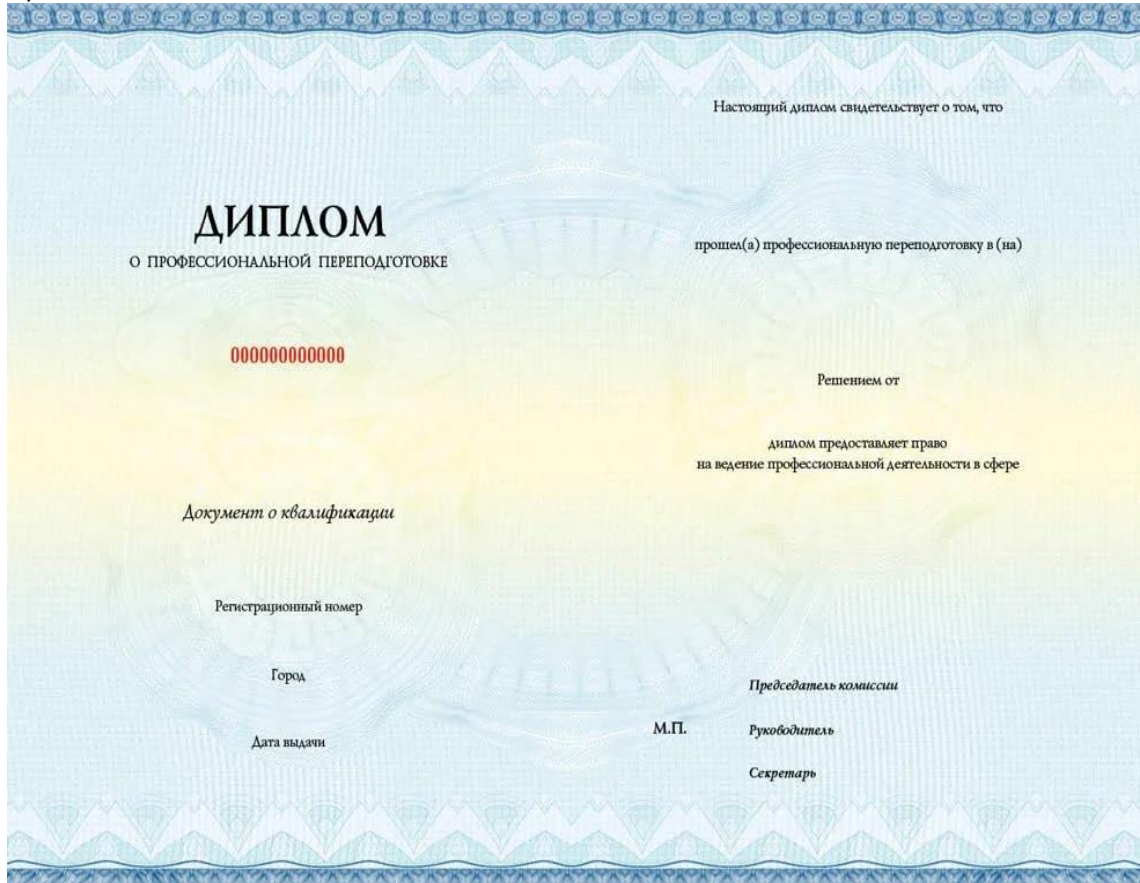 ДИПЛОМ
О ПРОФЕССИОНАЛЬНОЙ ПЕРЕПОДГОТОВКЕ
000000000000
Документ о квалификации
Регистрационный номер
Город
Дата выдачи
Настоящий диплом свидетельствует о том, что
прошел(а) профессиональную переподготовку в (на)
Решением от
диплом предоставляет право
на ведение профессиональной деятельности в сфере
Председатель комиссии
М.П. Руководитель
Секретарь